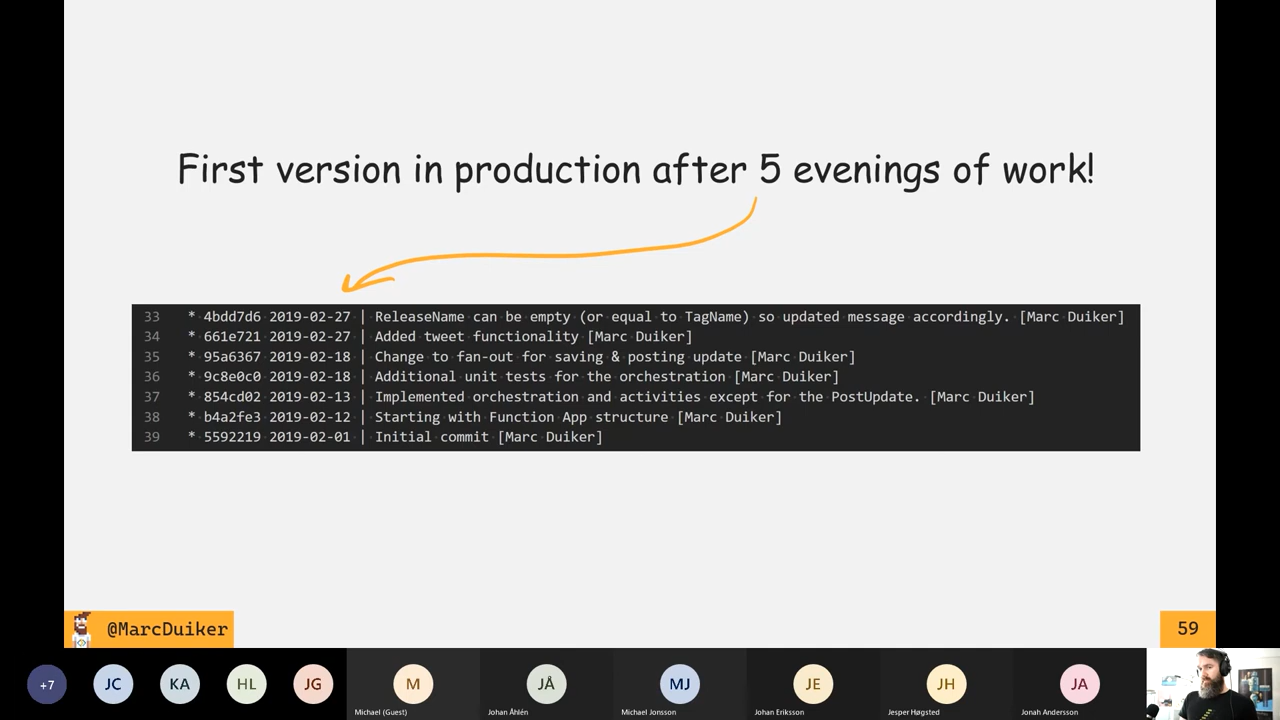 First version in production after 5 evenings of work!
33 * 4bdd7d6 2019-02-27 | ReleaseName can be empty (or equal to TagName) so updated message accordingly. [Marc Duiker]
34 * 661e721 2019-02-27 | Added tweet functionality [Marc Duiker]
35 * 95a6367 2019-02-18 | Change to fan-out for saving & posting update [Marc Duiker]
36 * 9c8e0c0 2019-02-18 | Additional unit tests for the orchestration [Marc Duiker]
37 * 854cd02 2019-02-13 | Implemented orchestration and activities except for the PostUpdate. [Marc Duiker]
38 * b4a2fe3 2019-02-12 | Starting with Function App structure [Marc Duiker]
39 * 5592219 2019-02-01 | Initial commit [Marc Duiker]
@MarcDuiker
59
+7 JC KA HL JG M JÅ MJ JE JH JA
Michael (Guest) Johan Åhlén Michael Jonsson Johan Eriksson Jesper Høgsted Jonah Andersson